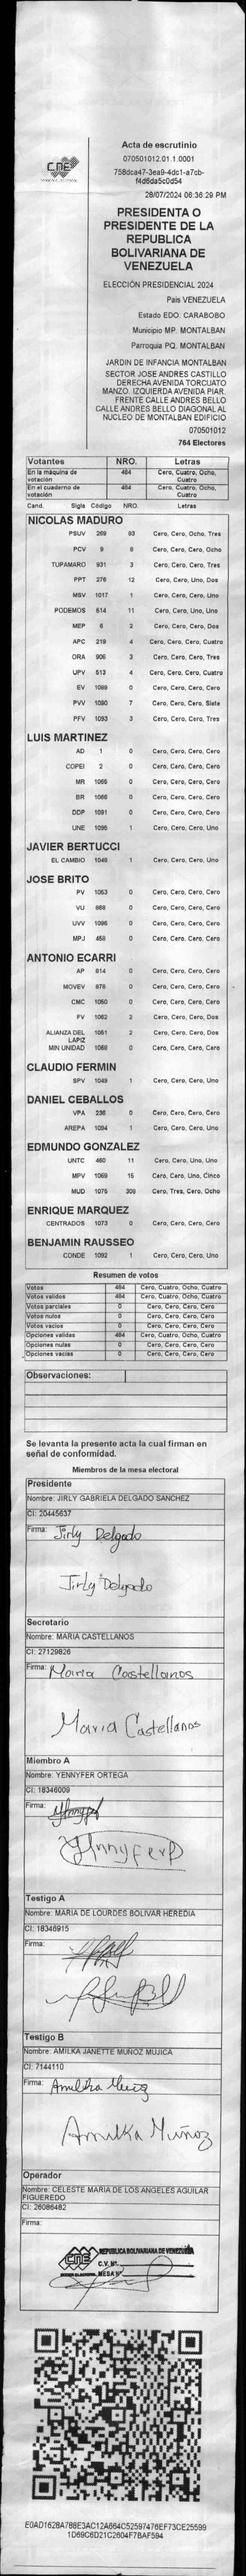 CNE
Acta de escrutinio
070501012.01.1.0001
758dca47-3ea9-4dc1-a7cb-
f4d6da5c0d54
28/07/2024 06:36:29 PM
PRESIDENTA O
PRESIDENTE DE LA
REPUBLICA
BOLIVARIANA DE
VENEZUELA
ELECCIÓN PRESIDENCIAL 2024
Pais VENEZUELA
Estado EDO. CARABOBO
Municipio MP. MONTALBAN
Parroquia PQ. MONTALBAN
JARDIN DE INFANCIA MONTALBAN
SECTOR JOSE ANDRES CASTILLO
DERECHA AVENIDA TORCUATO
MANZO. IZQUIERDA AVENIDA PIAR.
FRENTE CALLE ANDRES BELLO
CALLE ANDRES BELLO DIAGONAL AL
NUCLEO DE MONTALBAN EDIFICIO
070501012
764 Electores
Votantes NRO. Letras
En la máquina de votación 484 Cero, Cuatro, Ocho, Cuatro
En el cuaderno de votación 484 Cero, Cuatro, Ocho, Cuatro
Cand. Sigla Código NRO. Letras
NICOLAS MADURO
PSUV 269 83 Cero, Cero, Ocho, Tres
PCV 9 8 Cero, Cero, Cero, Ocho
TUPAMARO 931 3 Cero, Cero, Cero, Tres
PPT 276 12 Cero, Cero, Uno, Dos
MSV 1017 1 Cero, Cero, Cero, Uno
PODEMOS 514 11 Cero, Cero, Uno, Uno
MEP 6 2 Cero, Cero, Cero, Dos
APC 219 4 Cero, Cero, Cero, Cuatro
ORA 906 3 Cero, Cero, Cero, Tres
UPV 513 4 Cero, Cero, Cero, Cuatro
EV 1089 0 Cero, Cero, Cero, Cero
PVV 1090 7 Cero, Cero, Cero, Siete
PFV 1093 3 Cero, Cero, Cero, Tres
LUIS MARTINEZ
AD 1 0 Cero, Cero, Cero, Cero
COPEI 2 0 Cero, Cero, Cero, Cero
MR 1065 0 Cero, Cero, Cero, Cero
BR 1066 0 Cero, Cero, Cero, Cero
DDP 1091 0 Cero, Cero, Cero, Cero
UNE 1095 1 Cero, Cero, Cero, Uno
JAVIER BERTUCCI
EL CAMBIO 1048 1 Cero, Cero, Cero, Uno
JOSE BRITO
PV 1053 0 Cero, Cero, Cero, Cero
VU 868 0 Cero, Cero, Cero, Cero
UVV 1096 0 Cero, Cero, Cero, Cero
MPJ 458 0 Cero, Cero, Cero, Cero
ANTONIO ECARRI
AP 814 0 Cero, Cero, Cero, Cero
MOVEV 878 0 Cero, Cero, Cero, Cero
CMC 1050 0 Cero, Cero, Cero, Cero
FV 1062 2 Cero, Cero, Cero, Dos
ALIANZA DEL LAPIZ 1051 2 Cero, Cero, Cero, Dos
MIN UNIDAD 1068 0 Cero, Cero, Cero, Cero
CLAUDIO FERMIN
SPV 1049 1 Cero, Cero, Cero, Uno
DANIEL CEBALLOS
VPA 236 0 Cero, Cero, Cero, Cero
AREPA 1094 1 Cero, Cero, Cero, Uno
EDMUNDO GONZALEZ
UNTC 460 11 Cero, Cero, Uno, Uno
MPV 1069 15 Cero, Cero, Uno, Cinco
MUD 1075 308 Cero, Tres, Cero, Ocho
ENRIQUE MARQUEZ
CENTRADOS 1073 0 Cero, Cero, Cero, Cero
BENJAMIN RAUSSEO
CONDE 1092 1 Cero, Cero, Cero, Uno
Resumen de votos
Votos 484 Cero, Cuatro, Ocho, Cuatro
Votos validos 484 Cero, Cuatro, Ocho, Cuatro
Votos parciales 0 Cero, Cero, Cero, Cero
Votos nulos 0 Cero, Cero, Cero, Cero
Votos vacios 0 Cero, Cero, Cero, Cero
Opciones validas 484 Cero, Cuatro, Ocho, Cuatro
Opciones nulas 0 Cero, Cero, Cero, Cero
Opciones vacias 0 Cero, Cero, Cero, Cero
Observaciones:
Se levanta la presente acta la cual firman en
señal de conformidad.
Miembros de la mesa electoral
Presidente
Nombre: JIRLY GABRIELA DELGADO SANCHEZ
CI: 20445637
Firma: Jirly Delgado
Jirly Delgado
Secretario
Nombre: MARIA CASTELLANOS
CI: 27129826
Firma: Maria Castellanos
Maria Castellanos
Miembro A
Nombre: YENNYFER ORTEGA
CI: 18346009
Firma:
Testigo A
Nombre: MARIA DE LOURDES BOLIVAR HEREDIA
CI: 18346915
Firma:
Testigo B
Nombre: AMILKA JANETTE MUÑOZ MUJICA
CI: 7144110
Firma: Amilka Muñoz
Amilka Muñoz
Operador
Nombre: CELESTE MARIA DE LOS ANGELES AGUILAR
FIGUEREDO
CI: 26086482
Firma:
CNE REPUBLICA BOLIVARIANA DE VENEZUELA
C.V. Nº
MESA Nº
E0AD1628A788E3AC12A664C52597476EF73CE25599
1D69C6D21C2604F7BAF594